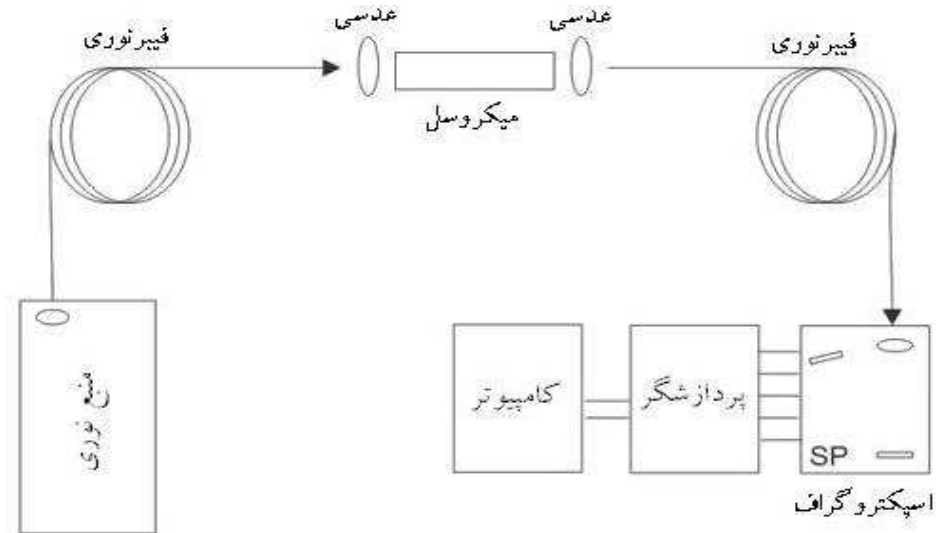 عدسی
عدسی
فیبرنوری
فیبرنوری
میکروسل
منبع نوری
کامپیوتر
پردازشگر
SP
اسپکتروگراف